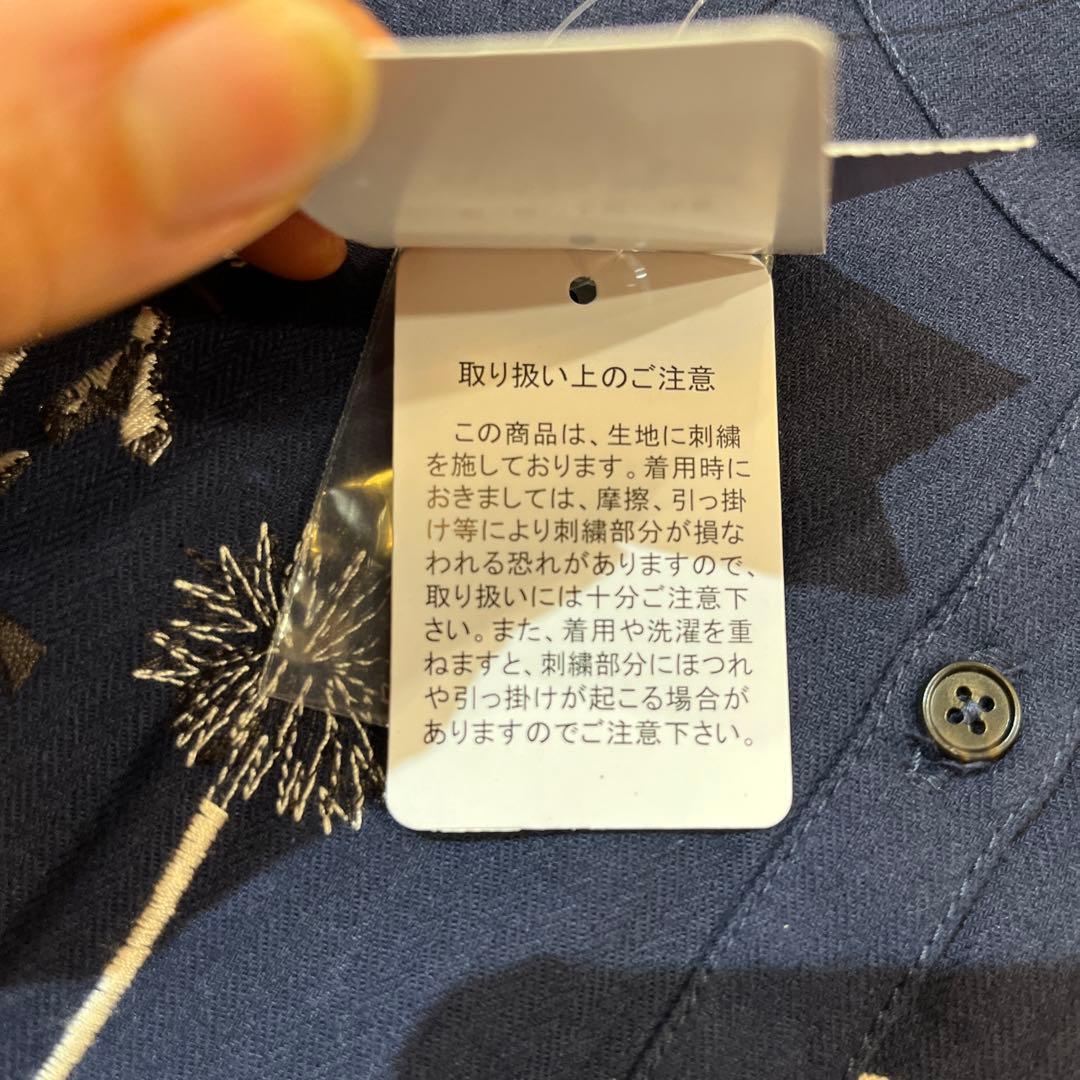 取り扱い上のご注意
この商品は、生地に刺繍
を施しております。着用時に
おきましては、摩擦、引っ掛
け等により刺繍部分が損な
われる恐れがありますので、
取り扱いには十分ご注意下
さい。また、着用や洗濯を重
ねますと、刺繍部分にほつれ
や引っ掛けが起こる場合が
ありますのでご注意下さい。